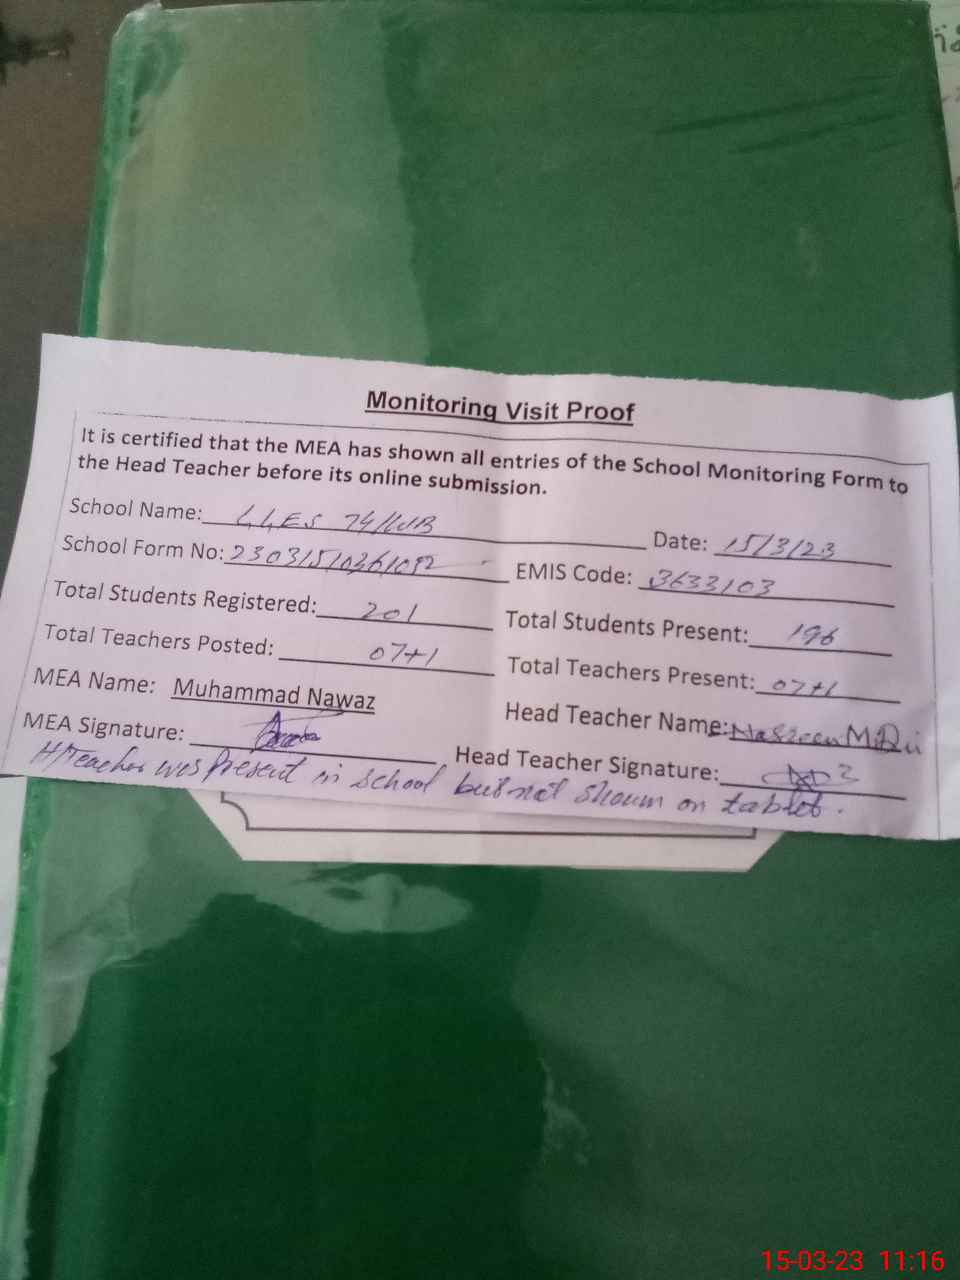 Monitoring Visit Proof
It is certified that the MEA has shown all entries of the School Monitoring Form to
the Head Teacher before its online submission.
School Name: GGES 74/WB Date: 15/3/23
School Form No: EMIS Code: 3633103
Total Students Registered: 201 Total Students Present: 196
Total Teachers Posted: 07+1 Total Teachers Present: 07+1
MEA Name: Muhammad Nawaz Head Teacher Name: Nasreen
MEA Signature: Head Teacher Signature:
H/Teacher was Present in school but not shown on tablet.
15-03-23 11:16